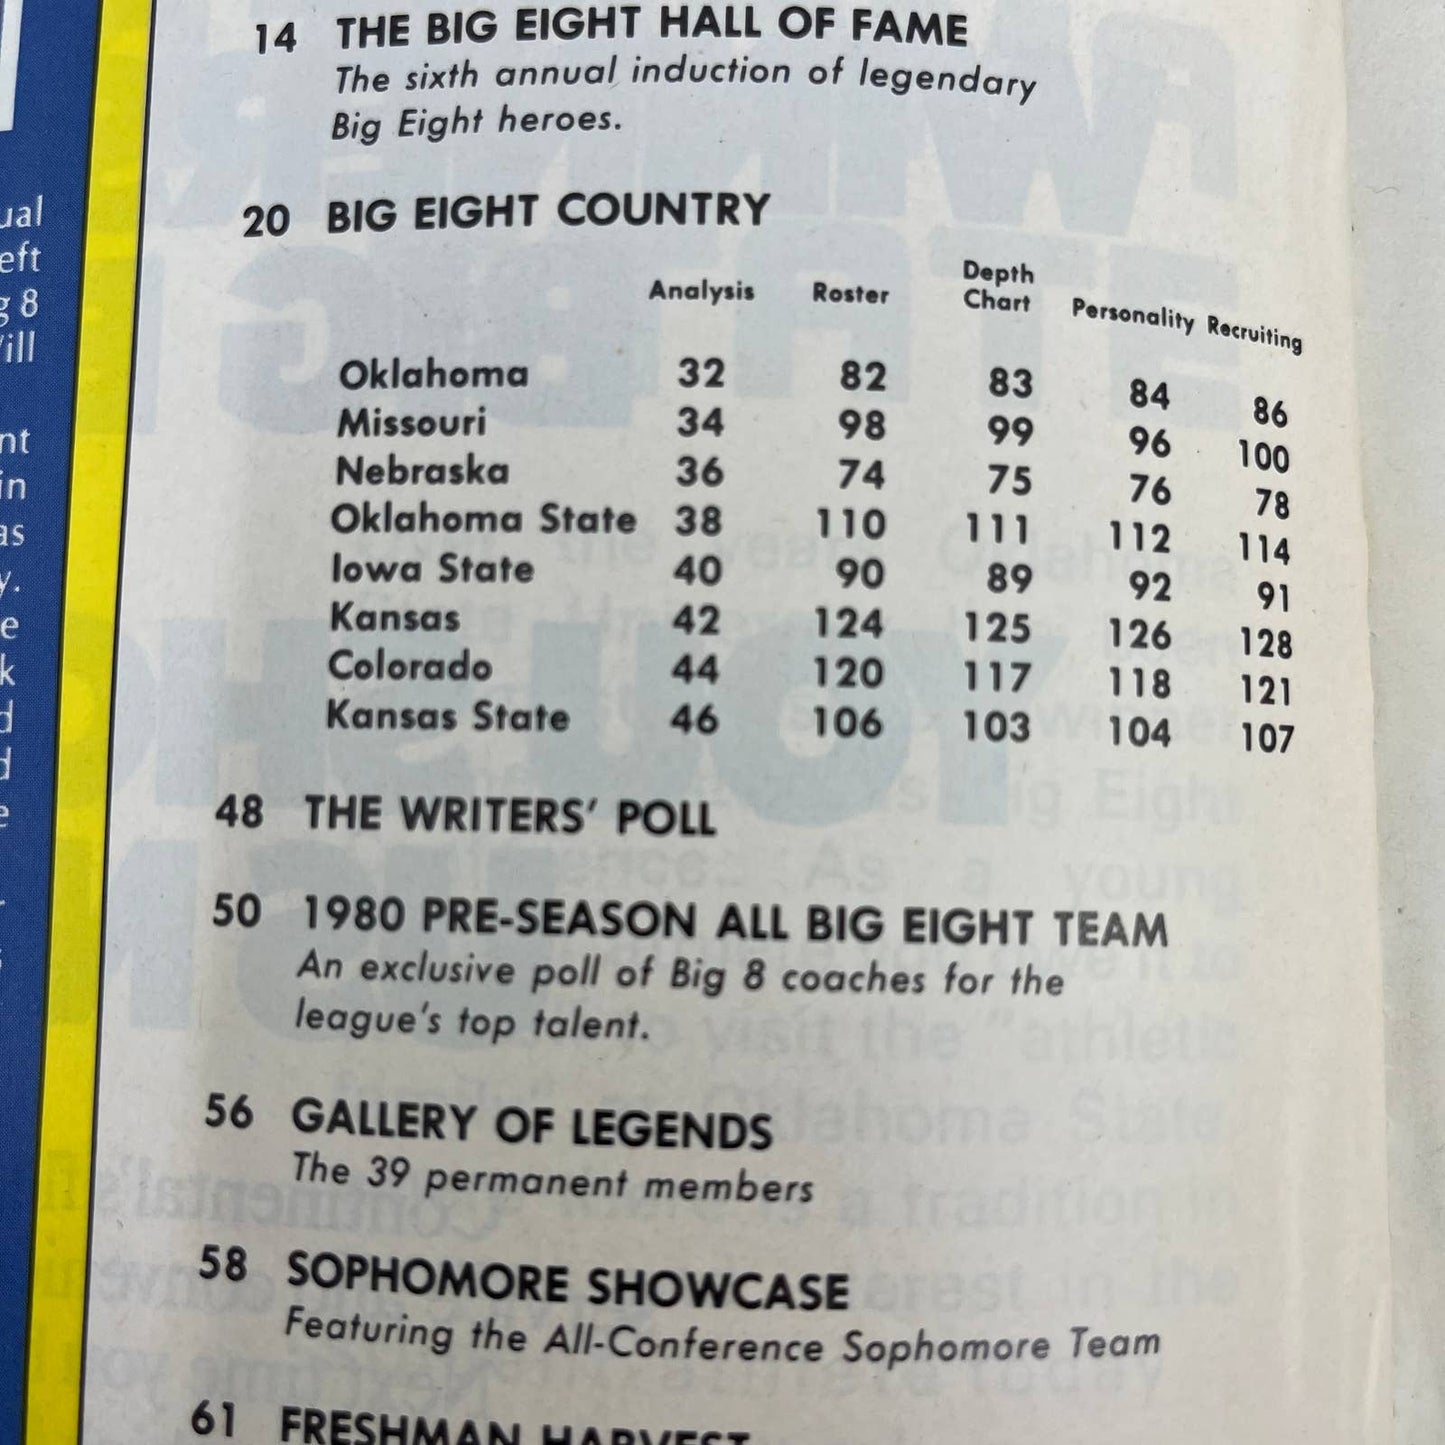 14 THE BIG EIGHT HALL OF FAME
The sixth annual induction of legendary
Big Eight heroes.
20 BIG EIGHT COUNTRY
Analysis Roster Depth Chart Personality Recruiting
Oklahoma 32 82 83 84 86
Missouri 34 98 99 96 100
Nebraska 36 74 75 76 78
Oklahoma State 38 110 111 112 114
Iowa State 40 90 89 92 91
Kansas 42 124 125 126 128
Colorado 44 120 117 118 121
Kansas State 46 106 103 104 107
48 THE WRITERS' POLL
50 1980 PRE-SEASON ALL BIG EIGHT TEAM
An exclusive poll of Big 8 coaches for the
league's top talent.
56 GALLERY OF LEGENDS
The 39 permanent members
58 SOPHOMORE SHOWCASE
Featuring the All-Conference Sophomore Team
61 FRESHMAN HARVEST